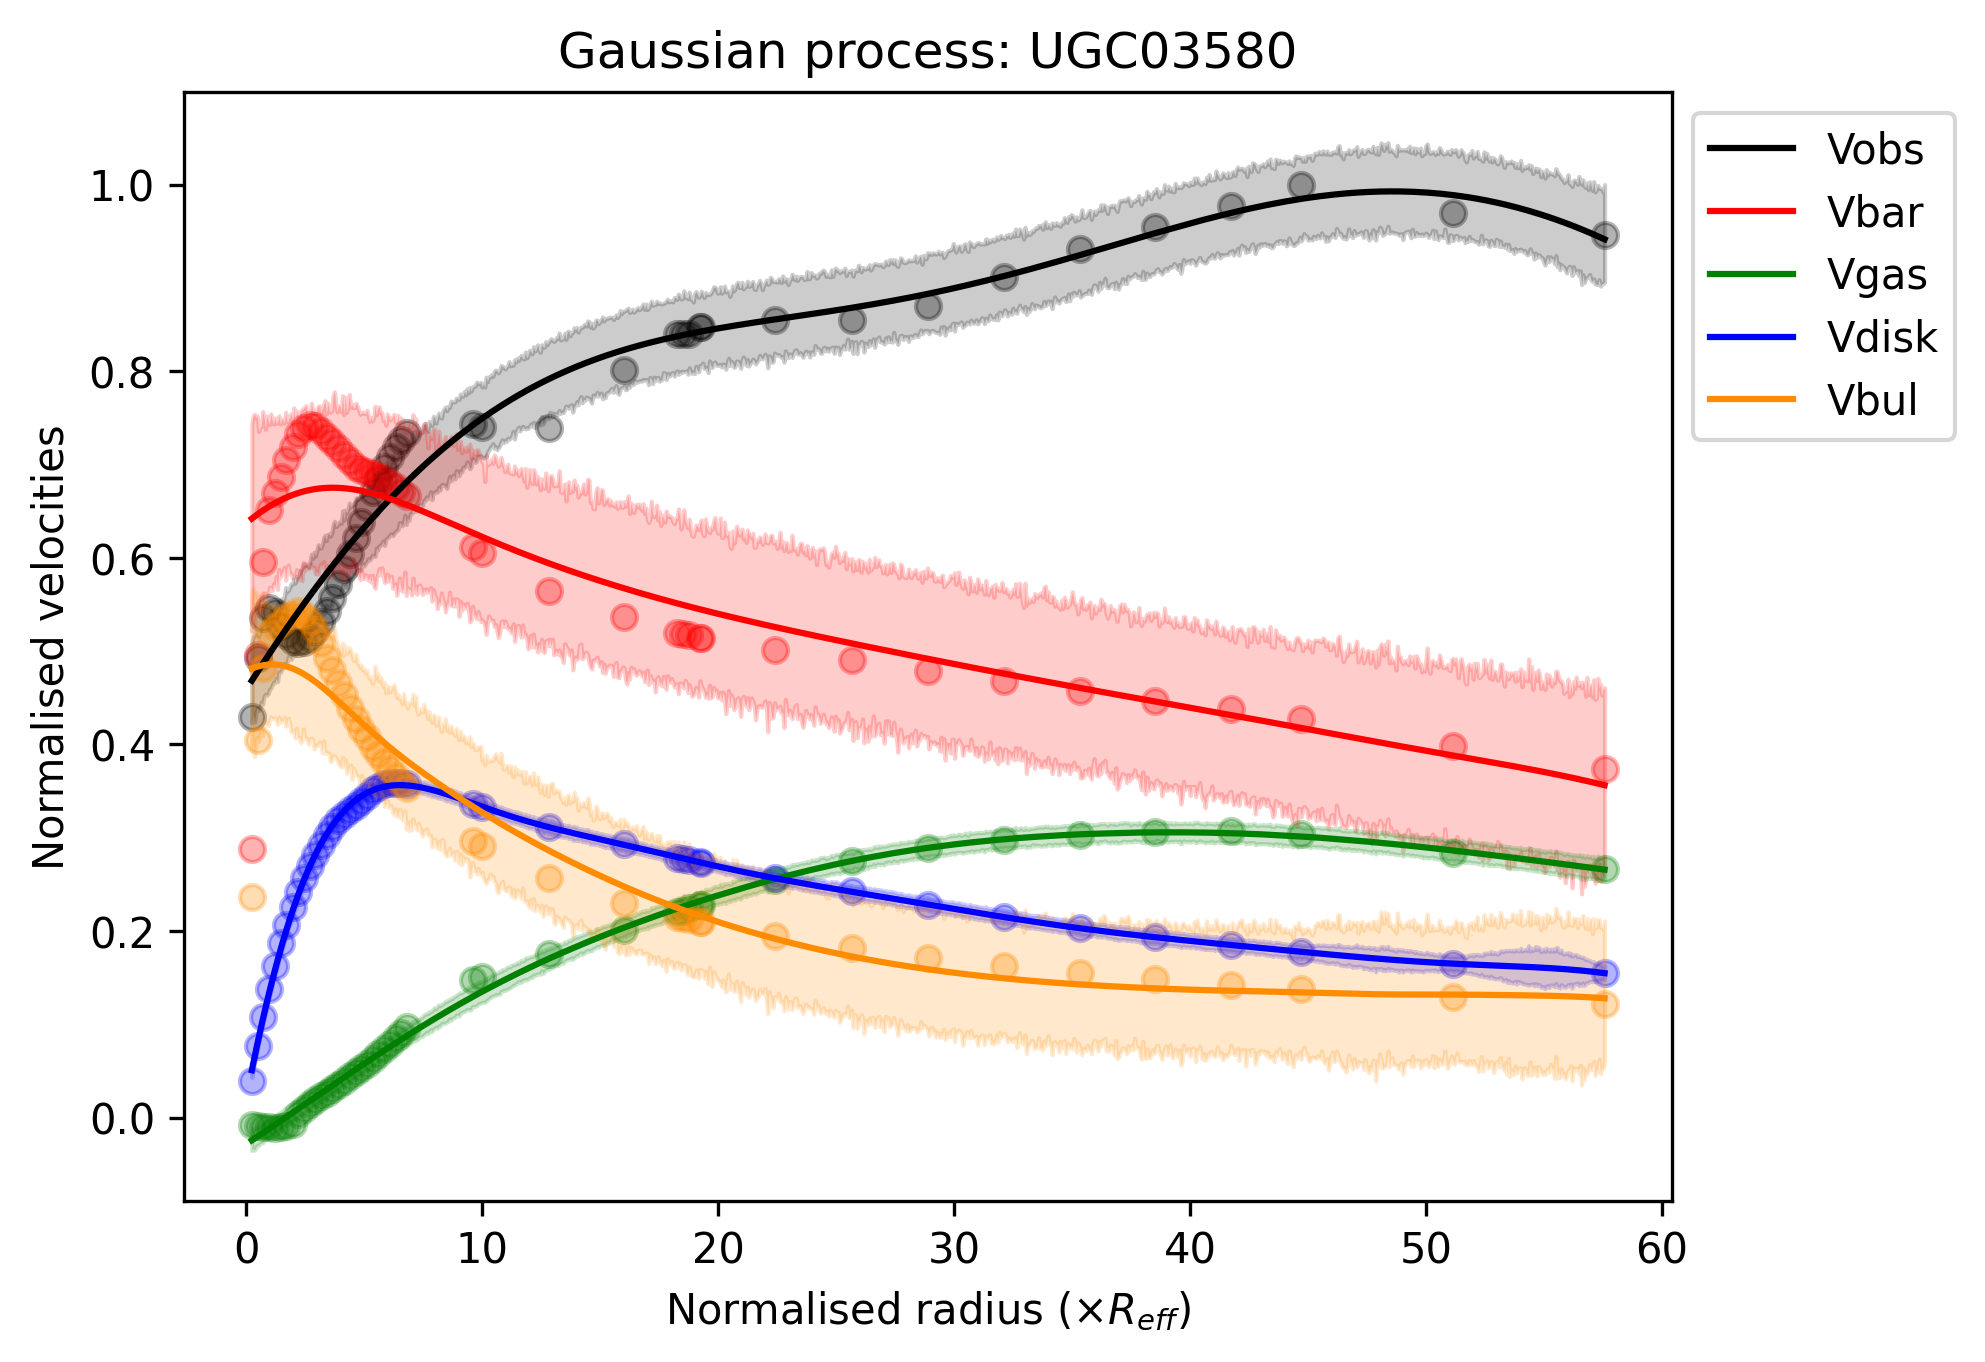 Gaussian process: UGC03580
Vobs
Vbar
Vgas
Vdisk
Vbul
Normalised velocities
1.0
0.8
0.6
0.4
0.2
0.0
0 10 20 30 40 50 60
Normalised radius (×R_eff)